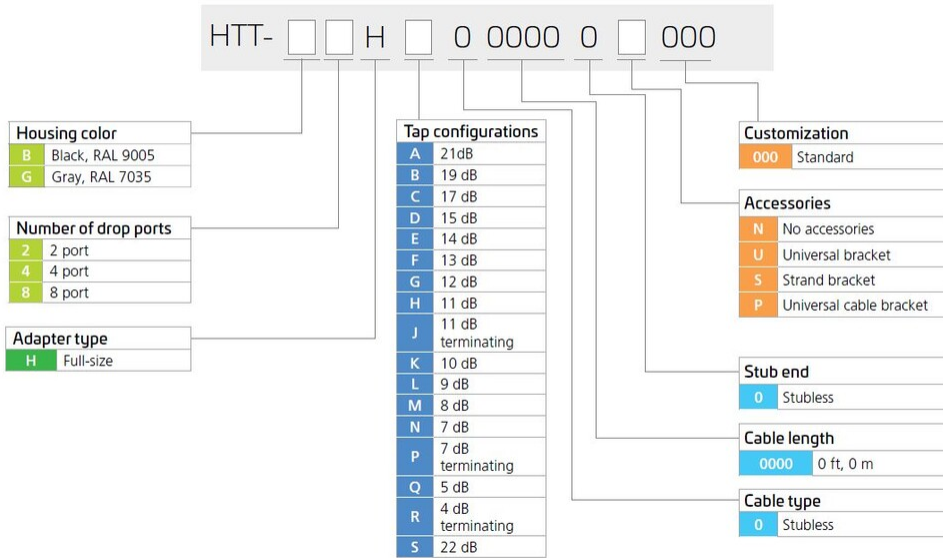 HTT- H 0 0000 0 000
Housing color
B Black, RAL 9005
G Gray, RAL 7035
Number of drop ports
2 2 port
4 4 port
8 8 port
Adapter type
H Full-size
Tap configurations
A 21dB
B 19 dB
C 17 dB
D 15 dB
E 14 dB
F 13 dB
G 12 dB
H 11 dB
J 11 dB
terminating
K 10 dB
L 9 dB
M 8 dB
N 7 dB
P 7 dB
terminating
Q 5 dB
R 4 dB
terminating
S 22 dB
Customization
000 Standard
Accessories
N No accessories
U Universal bracket
S Strand bracket
P Universal cable bracket
Stub end
0 Stubless
Cable length
0000 0 ft, 0 m
Cable type
0 Stubless